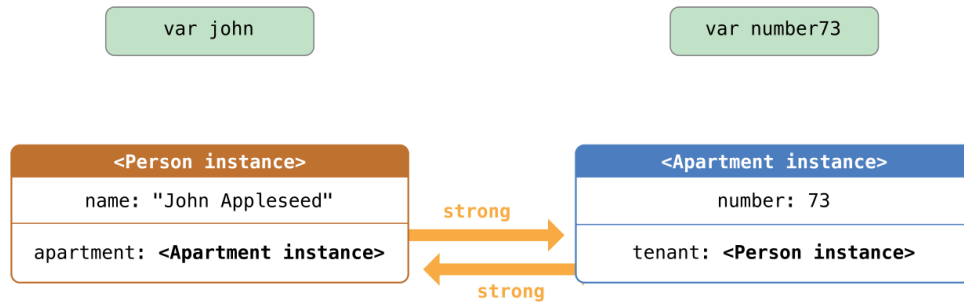 var john
var number73
<Person instance>
name: "John Appleseed"
apartment: <Apartment instance>
strong
strong
<Apartment instance>
number: 73
tenant: <Person instance>